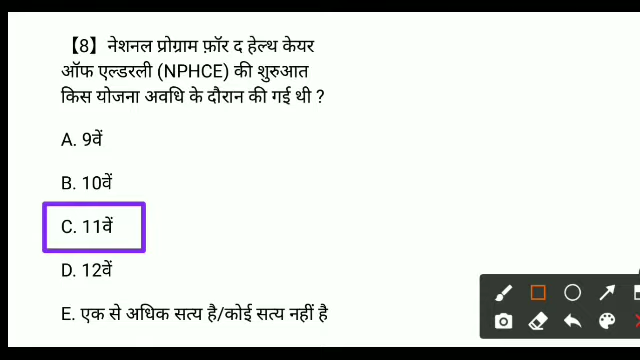 【8】 नेशनल प्रोग्राम फ़ॉर द हेल्थ केयर
ऑफ एल्डरली (NPHCE) की शुरुआत
किस योजना अवधि के दौरान की गई थी ?
A. 9वें
B. 10वें
C. 11वें
D. 12वें
E. एक से अधिक सत्य है/कोई सत्य नहीं है